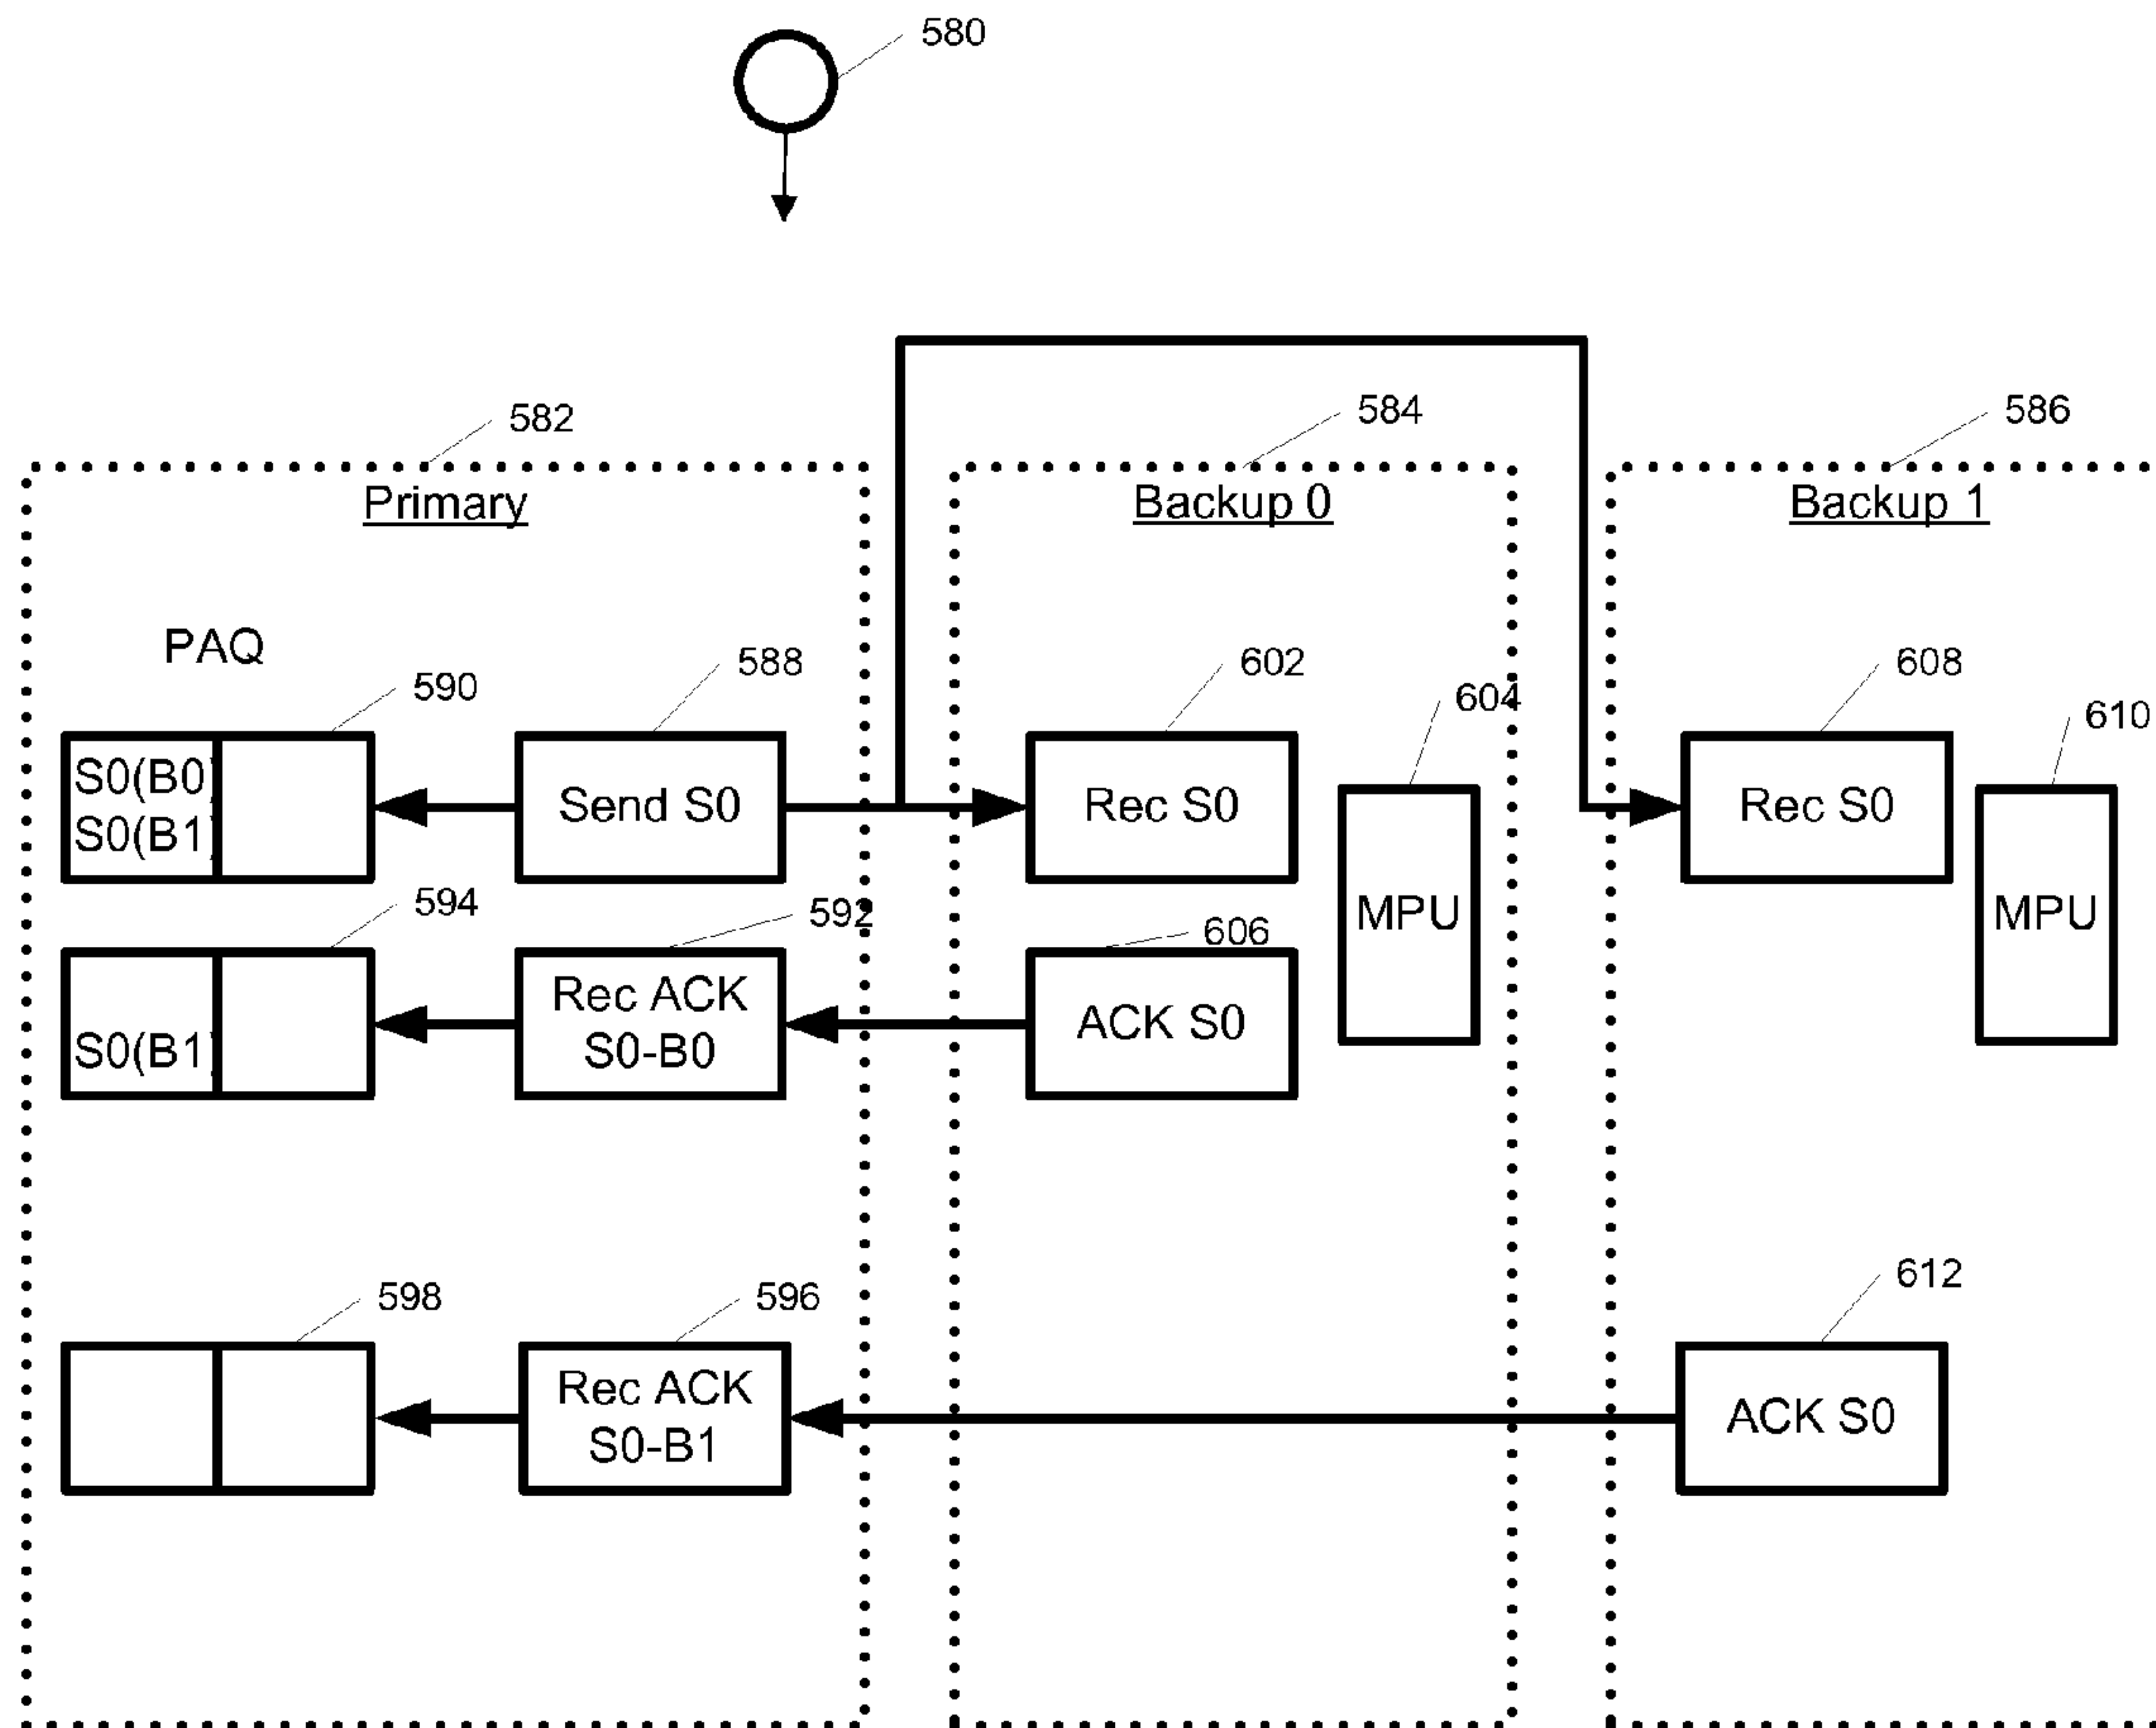 580
582
584
586
Primary
Backup 0
Backup 1
PAQ
590
588
602
604
608
610
S0(B0)
S0(B1)
Send S0
Rec S0
MPU
Rec S0
MPU
594
592
606
S0(B1)
Rec ACK
S0-B0
ACK S0
598
596
612
Rec ACK
S0-B1
ACK S0